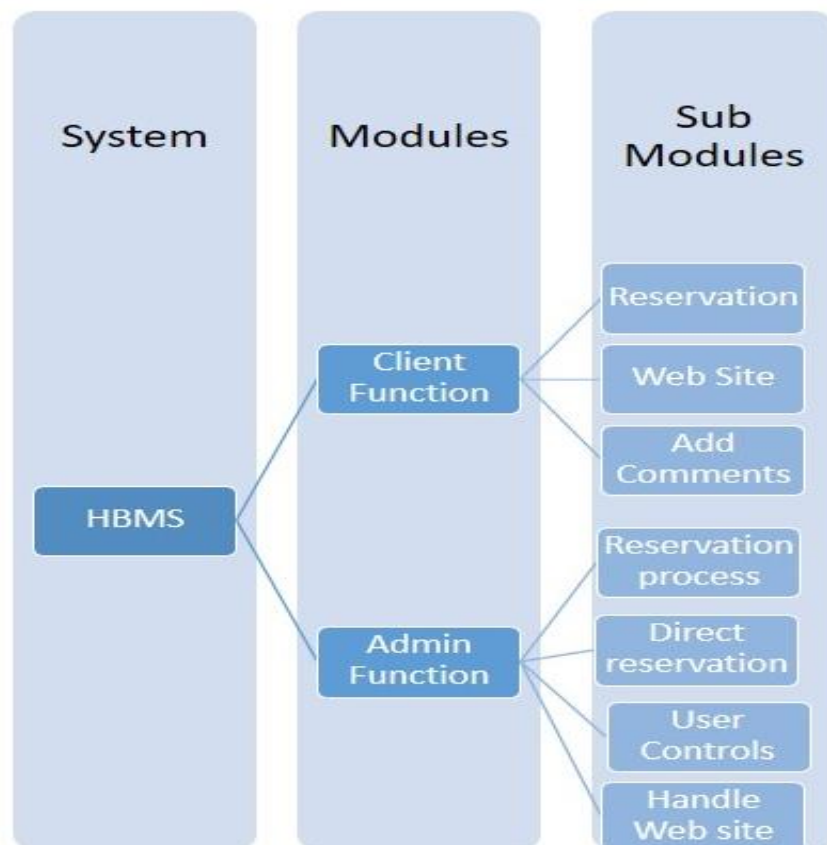 System
Modules
Sub
Modules
Reservation
Client
Function
Web Site
Add
Comments
HBMS
Reservation
process
Admin
Function
Direct
reservation
User
Controls
Handle
Web site